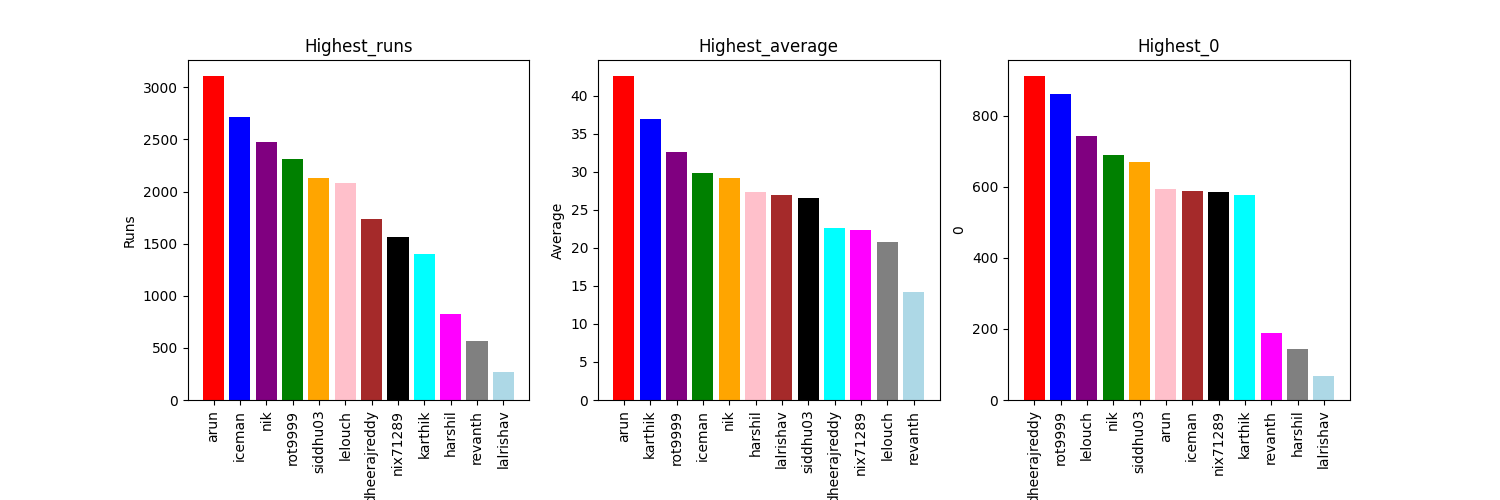 Highest_runs
Runs
3000
2500
2000
1500
1000
500
0
arun
iceman
nik
rot9999
siddhu03
lelouch
dheerajreddy
nix71289
karthik
harshil
revanth
lalrishav
Highest_average
Average
40
35
30
25
20
15
10
5
0
arun
karthik
rot9999
iceman
nik
harshil
lalrishav
siddhu03
dheerajreddy
nix71289
lelouch
revanth
Highest_0
0
800
600
400
200
0
dheerajreddy
rot9999
lelouch
nik
siddhu03
arun
iceman
nix71289
karthik
revanth
harshil
lalrishav